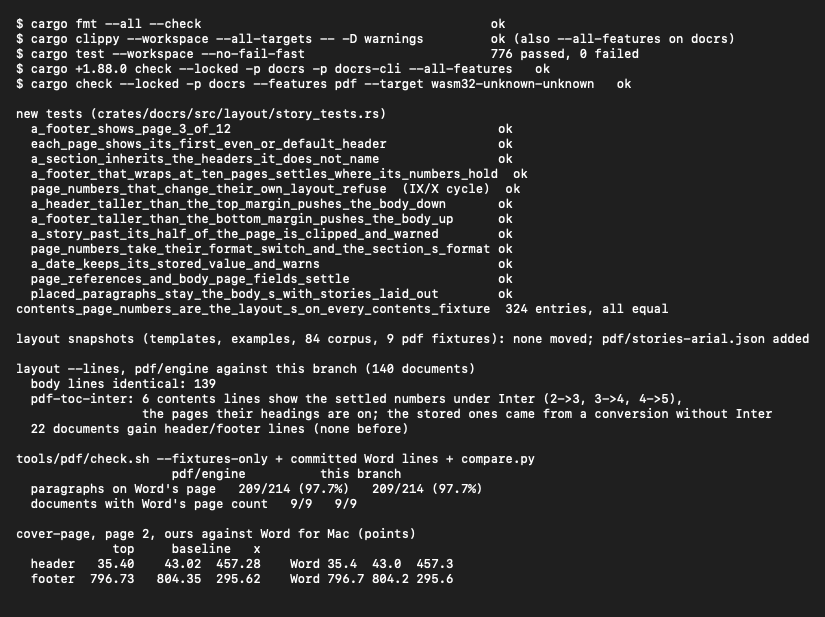 $ cargo fmt --all --check ok
$ cargo clippy --workspace --all-targets -- -D warnings ok (also --all-features on docrs)
$ cargo test --workspace --no-fail-fast 776 passed, 0 failed
$ cargo +1.88.0 check --locked -p docrs -p docrs-cli --all-features ok
$ cargo check --locked -p docrs --features pdf --target wasm32-unknown-unknown ok
new tests (crates/docrs/src/layout/story_tests.rs)
a_footer_shows_page_3_of_12 ok
each_page_shows_its_first_even_or_default_header ok
a_section_inherits_the_headers_it_does_not_name ok
a_footer_that_wraps_at_ten_pages_settles_where_its_numbers_hold ok
page_numbers_that_change_their_own_layout_refuse (IX/X cycle) ok
a_header_taller_than_the_top_margin_pushes_the_body_down ok
a_footer_taller_than_the_bottom_margin_pushes_the_body_up ok
a_story_past_its_half_of_the_page_is_clipped_and_warned ok
page_numbers_take_their_format_switch_and_the_section_s_format ok
a_date_keeps_its_stored_value_and_warns ok
page_references_and_body_page_fields_settle ok
placed_paragraphs_stay_the_body_s_with_stories_laid_out ok
contents_page_numbers_are_the_layout_s_on_every_contents_fixture 324 entries, all equal
layout snapshots (templates, examples, 84 corpus, 9 pdf fixtures): none moved; pdf/stories-arial.json added
layout --lines, pdf/engine against this branch (140 documents)
body lines identical: 139
pdf-toc-inter: 6 contents lines show the settled numbers under Inter (2->3, 3->4, 4->5),
the pages their headings are on; the stored ones came from a conversion without Inter
22 documents gain header/footer lines (none before)
tools/pdf/check.sh --fixtures-only + committed Word lines + compare.py
pdf/engine this branch
paragraphs on Word's page 209/214 (97.7%) 209/214 (97.7%)
documents with Word's page count 9/9 9/9
cover-page, page 2, ours against Word for Mac (points)
top baseline x
header 35.40 43.02 457.28 Word 35.4 43.0 457.3
footer 796.73 804.35 295.62 Word 796.7 804.2 295.6